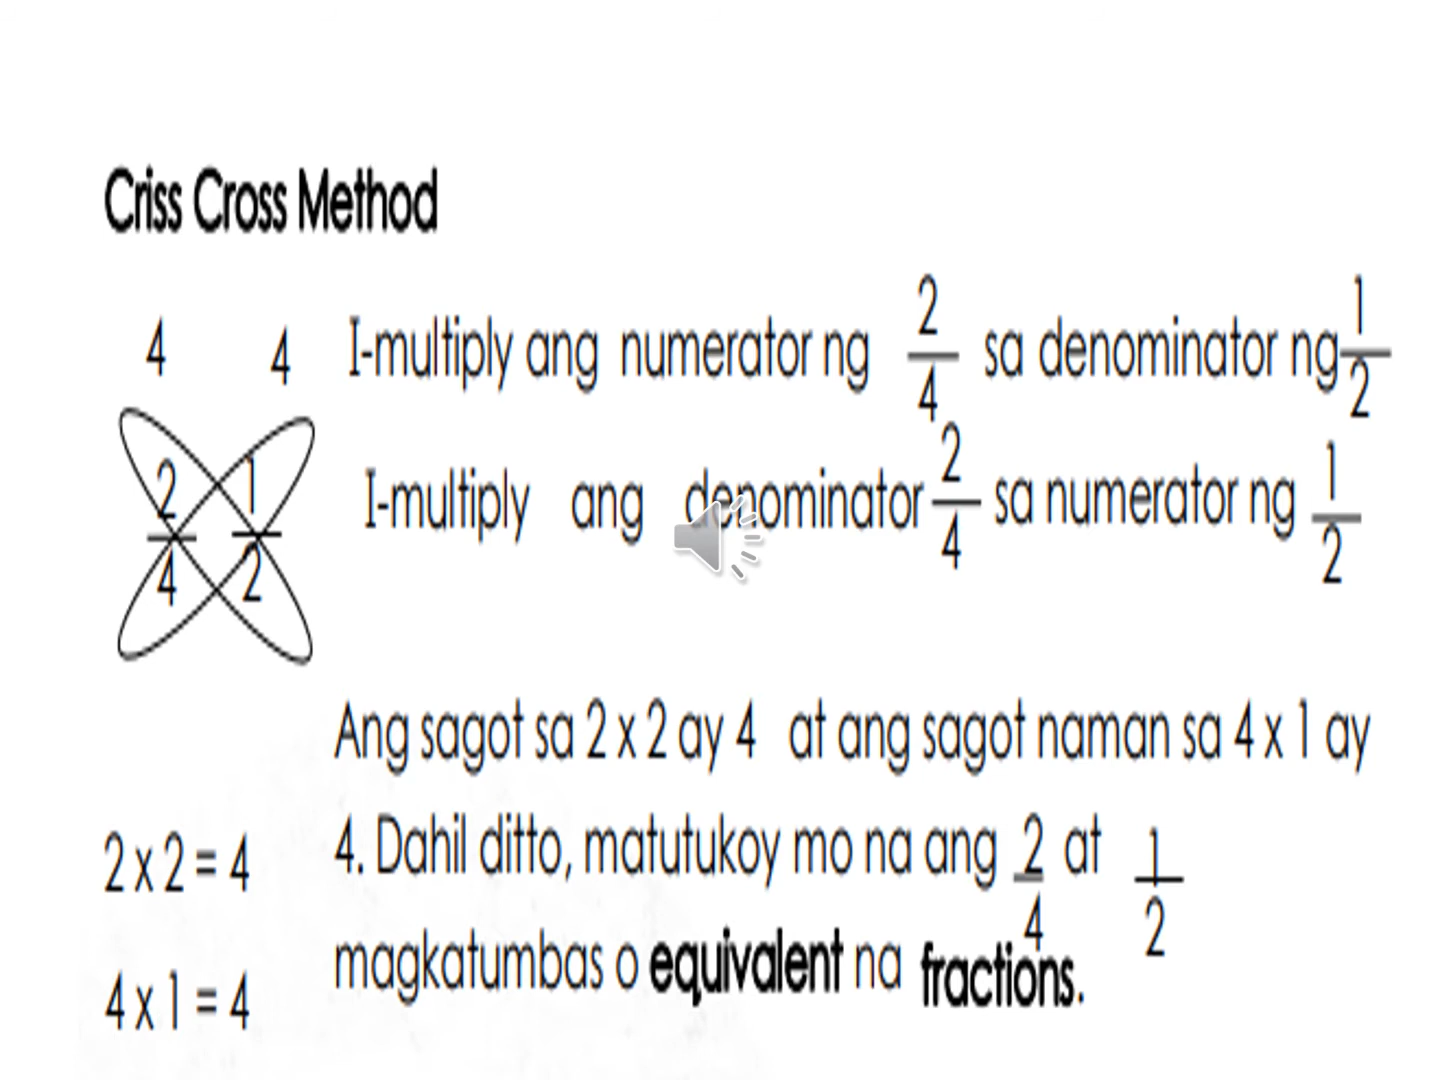 Criss Cross Method
4 4 I-multiply ang numerator ng 2/4 sa denominator ng 1/2
2/4 1/2 I-multiply ang denominator 2/4 sa numerator ng 1/2
Ang sagot sa 2 x 2 ay 4 at ang sagot naman sa 4 x 1 ay
2 x 2 = 4 4. Dahil ditto, matutukoy mo na ang 2/4 at 1/2
magkatumbas o equivalent na fractions.
4 x 1 = 4